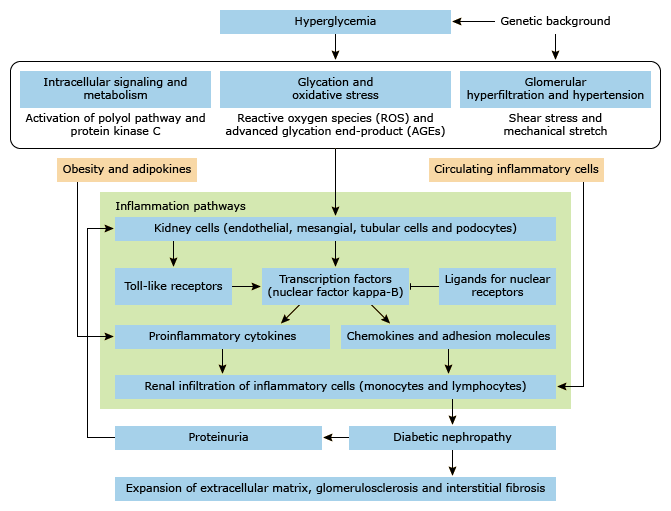 Hyperglycemia
Genetic background
Intracellular signaling and
metabolism
Activation of polyol pathway and
protein kinase C
Glycation and
oxidative stress
Reactive oxygen species (ROS) and
advanced glycation end-product (AGEs)
Glomerular
hyperfiltration and hypertension
Shear stress and
mechanical stretch
Obesity and adipokines
Circulating inflammatory cells
Inflammation pathways
Kidney cells (endothelial, mesangial, tubular cells and podocytes)
Toll-like receptors
Transcription factors
(nuclear factor kappa-B)
Ligands for nuclear
receptors
Proinflammatory cytokines
Chemokines and adhesion molecules
Renal infiltration of inflammatory cells (monocytes and lymphocytes)
Proteinuria
Diabetic nephropathy
Expansion of extracellular matrix, glomerulosclerosis and interstitial fibrosis